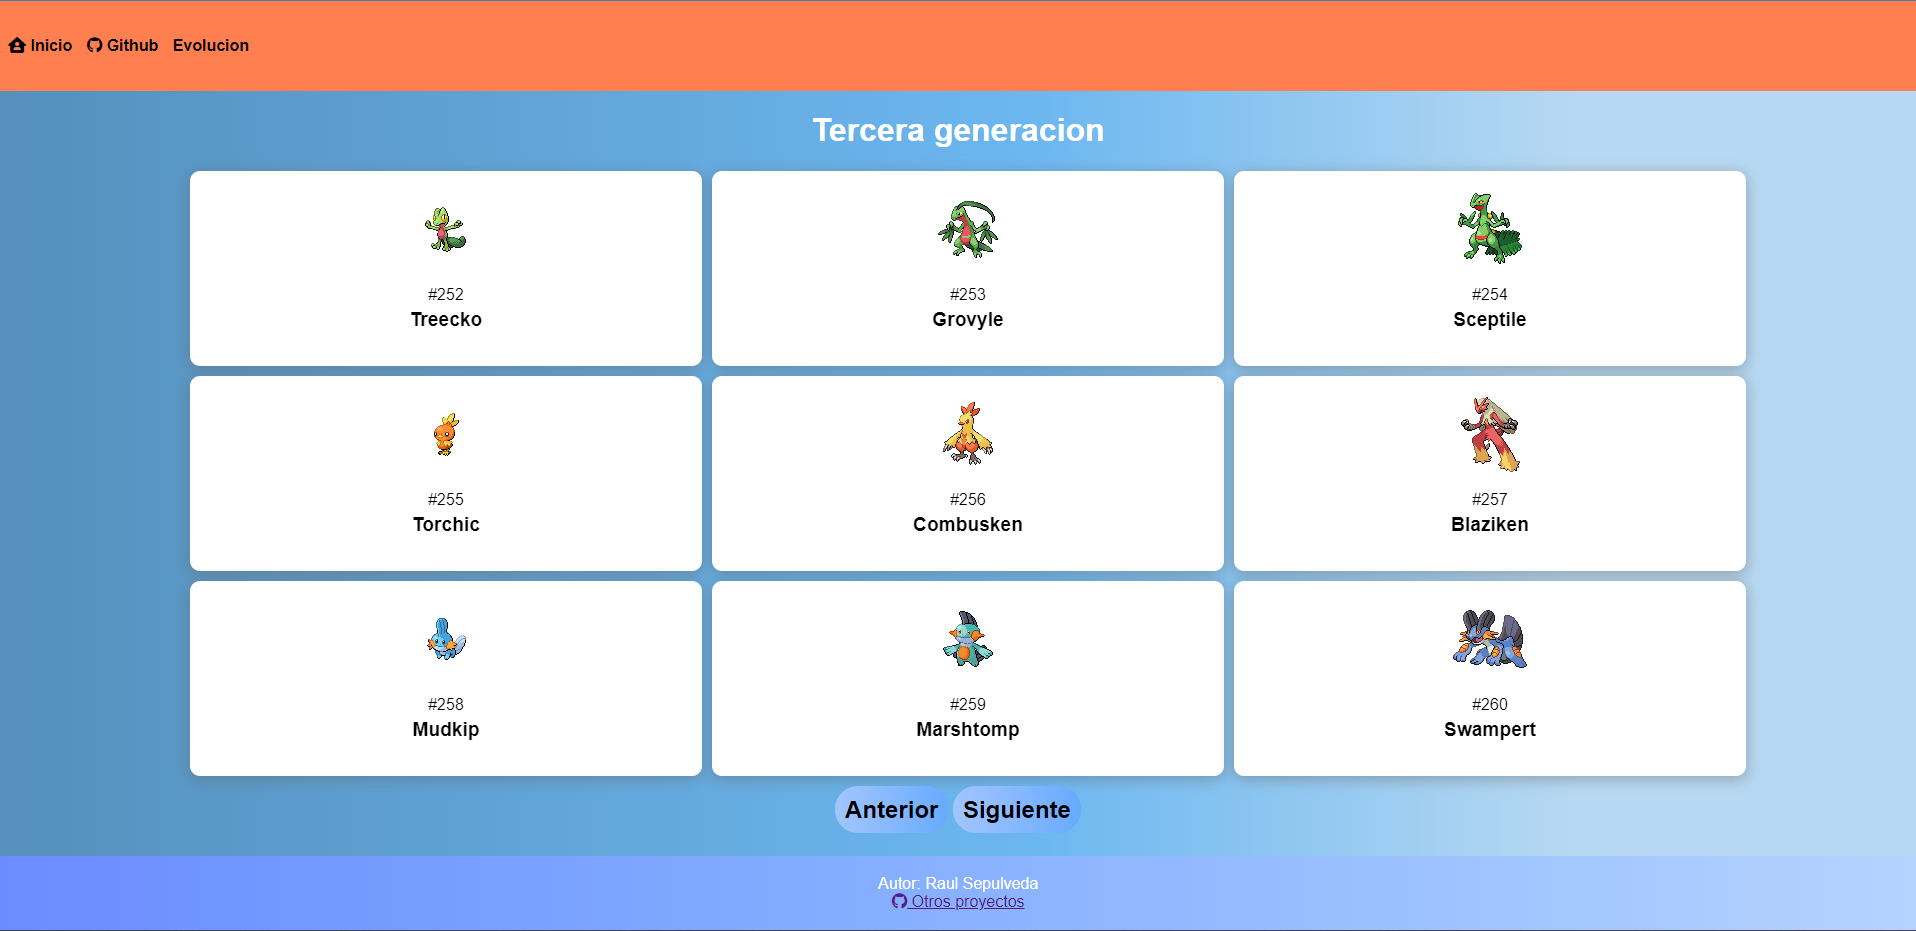 Inicio Github Evolucion
Tercera generacion
#252 #253 #254
Treecko Grovyle Sceptile
#255 #256 #257
Torchic Combusken Blaziken
#258 #259 #260
Mudkip Marshtomp Swampert
Anterior Siguiente
Autor: Raul Sepulveda
Otros proyectos